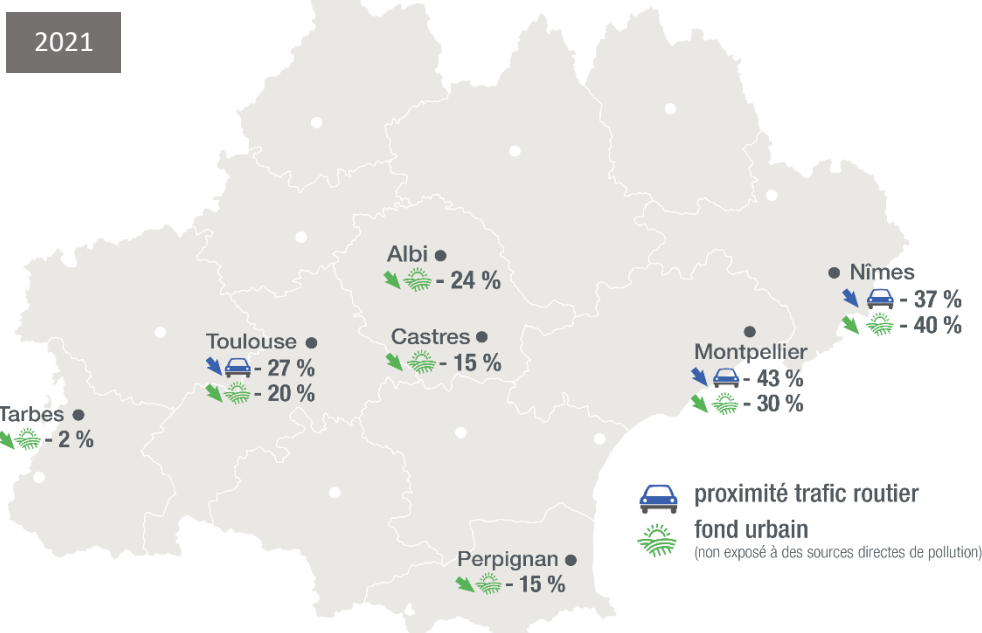 2021
Albi
- 24 %
Nîmes
- 37 %
- 40 %
Toulouse
- 27 %
- 20 %
Castres
- 15 %
Montpellier
- 43 %
- 30 %
Tarbes
- 2 %
proximité trafic routier
fond urbain
(non exposé à des sources directes de pollution)
Perpignan
- 15 %